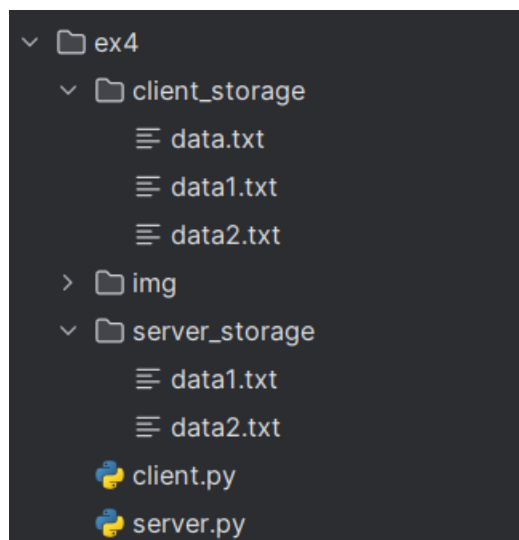 ex4
client_storage
data.txt
data1.txt
data2.txt
img
server_storage
data1.txt
data2.txt
client.py
server.py